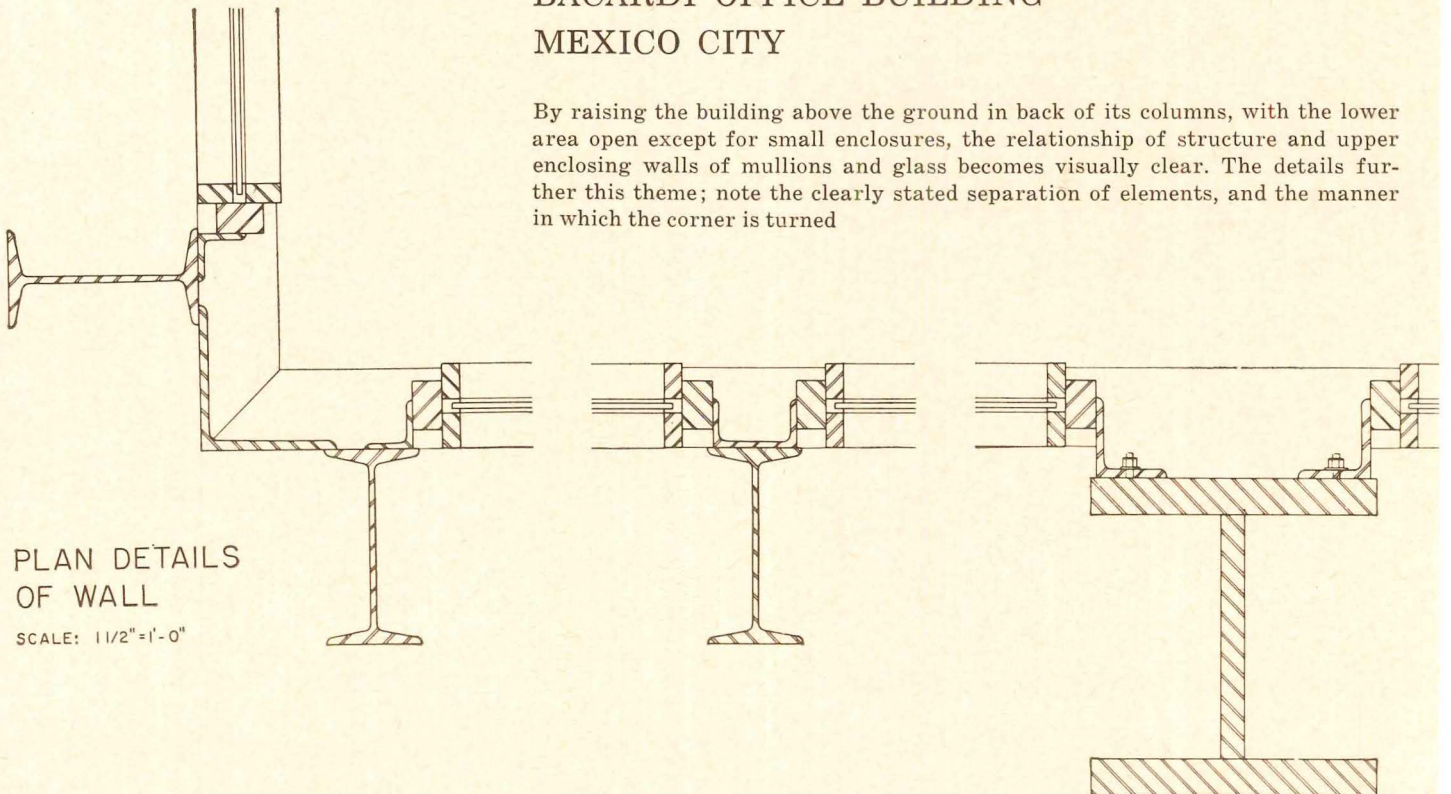 BACARDI OFFICE BUILDING
MEXICO CITY
By raising the building above the ground in back of its columns, with the lower
area open except for small enclosures, the relationship of structure and upper
enclosing walls of mullions and glass becomes visually clear. The details fur-
ther this theme; note the clearly stated separation of elements, and the manner
in which the corner is turned
PLAN DETAILS
OF WALL
SCALE: 1 1/2"=1'-0"